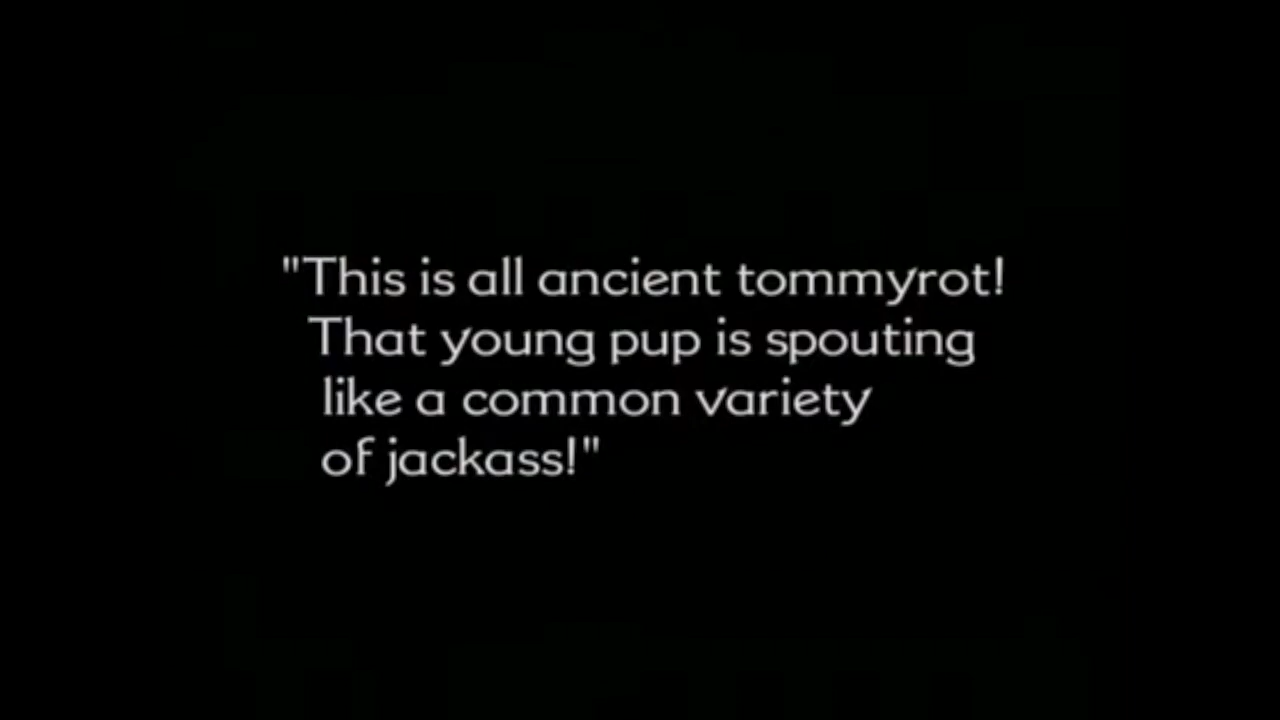 "This is all ancient tommyrot!
That young pup is spouting
like a common variety
of jackass!"